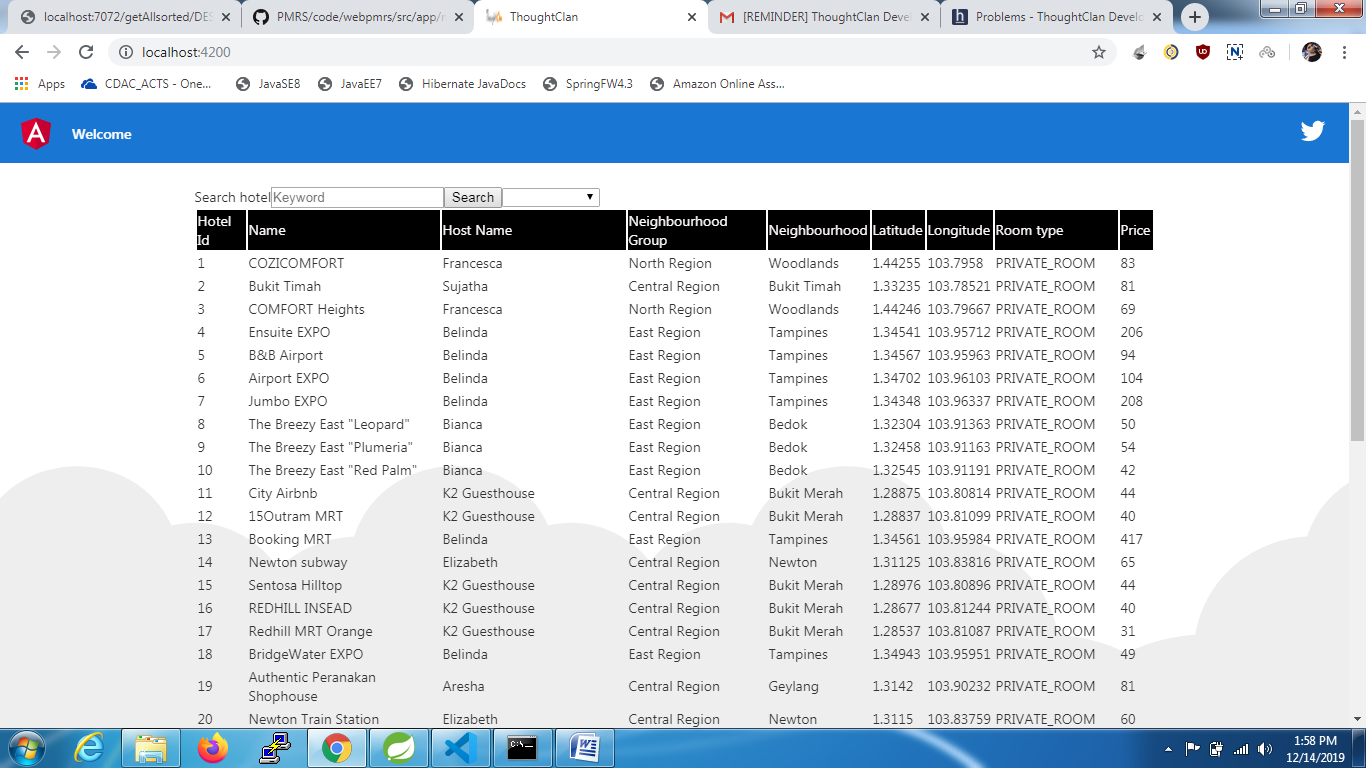 localhost:7072/getAllsorted/DES
PMRS/code/webpmrs/src/app/r
ThoughtClan
[REMINDER] ThoughtClan Deve
Problems - ThoughtClan Develo
localhost:4200
Apps CDAC_ACTS - One... JavaSE8 JavaEE7 Hibernate JavaDocs SpringFW4.3 Amazon Online Ass...
Welcome
Search hotel Keyword Search
Hotel Id Name Host Name Neighbourhood Group Neighbourhood Latitude Longitude Room type Price
1 COZICOMFORT Francesca North Region Woodlands 1.44255 103.7958 PRIVATE_ROOM 83
2 Bukit Timah Sujatha Central Region Bukit Timah 1.33235 103.78521 PRIVATE_ROOM 81
3 COMFORT Heights Francesca North Region Woodlands 1.44246 103.79667 PRIVATE_ROOM 69
4 Ensuite EXPO Belinda East Region Tampines 1.34541 103.95712 PRIVATE_ROOM 206
5 B&B Airport Belinda East Region Tampines 1.34567 103.95963 PRIVATE_ROOM 94
6 Airport EXPO Belinda East Region Tampines 1.34702 103.96103 PRIVATE_ROOM 104
7 Jumbo EXPO Belinda East Region Tampines 1.34348 103.96337 PRIVATE_ROOM 208
8 The Breezy East "Leopard" Bianca East Region Bedok 1.32304 103.91363 PRIVATE_ROOM 50
9 The Breezy East "Plumeria" Bianca East Region Bedok 1.32458 103.91163 PRIVATE_ROOM 54
10 The Breezy East "Red Palm" Bianca East Region Bedok 1.32545 103.91191 PRIVATE_ROOM 42
11 City Airbnb K2 Guesthouse Central Region Bukit Merah 1.28875 103.80814 PRIVATE_ROOM 44
12 15Outram MRT K2 Guesthouse Central Region Bukit Merah 1.28837 103.81099 PRIVATE_ROOM 40
13 Booking MRT Belinda East Region Tampines 1.34561 103.95984 PRIVATE_ROOM 417
14 Newton subway Elizabeth Central Region Newton 1.31125 103.83816 PRIVATE_ROOM 65
15 Sentosa Hilltop K2 Guesthouse Central Region Bukit Merah 1.28976 103.80896 PRIVATE_ROOM 44
16 REDHILL INSEAD K2 Guesthouse Central Region Bukit Merah 1.28677 103.81244 PRIVATE_ROOM 40
17 Redhill MRT Orange K2 Guesthouse Central Region Bukit Merah 1.28537 103.81087 PRIVATE_ROOM 31
18 BridgeWater EXPO Belinda East Region Tampines 1.34943 103.95951 PRIVATE_ROOM 49
19 Authentic Peranakan Shophouse Aresha Central Region Geylang 1.3142 103.90232 PRIVATE_ROOM 81
20 Newton Train Station Elizabeth Central Region Newton 1.3115 103.83759 PRIVATE_ROOM 60
1:58 PM
12/14/2019